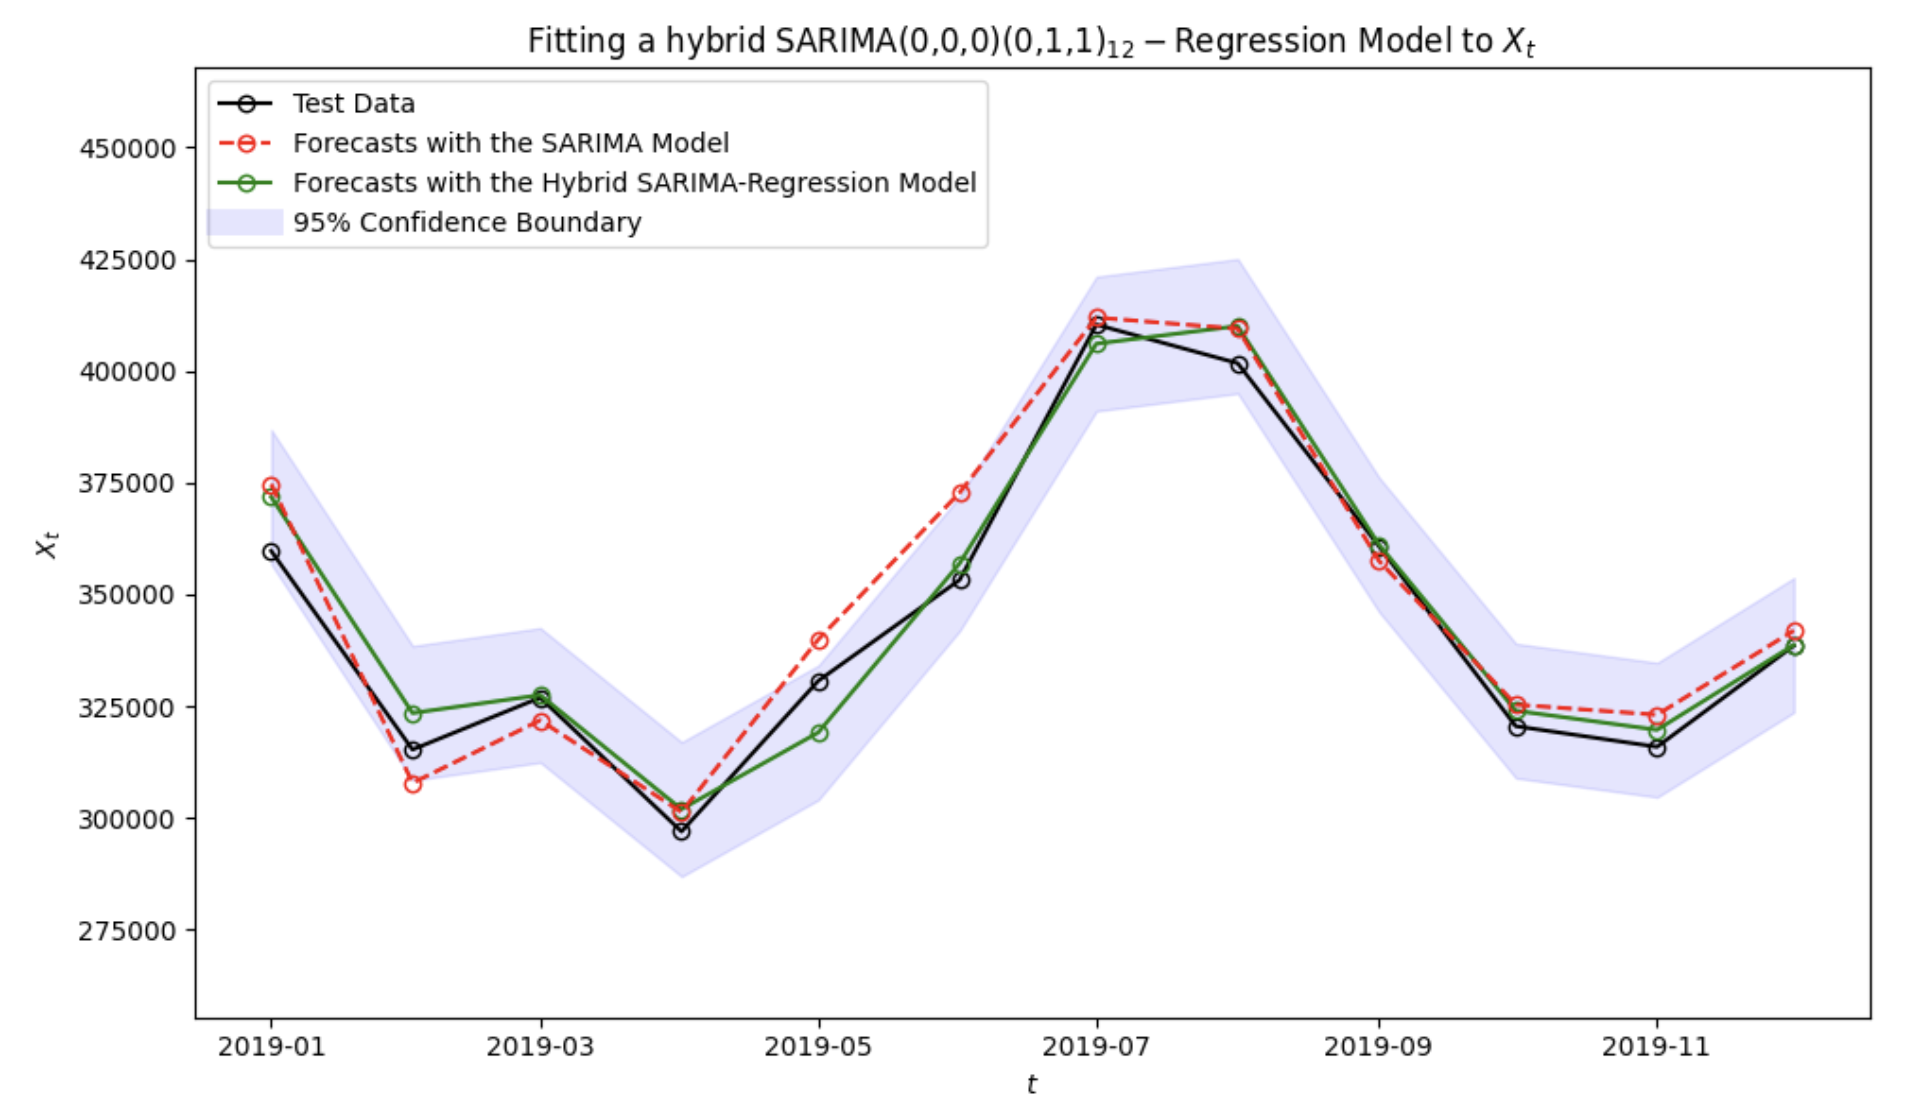 Fitting a hybrid SARIMA(0,0,0)(0,1,1)₁₂ − Regression Model to Xₜ
Test Data
Forecasts with the SARIMA Model
Forecasts with the Hybrid SARIMA-Regression Model
95% Confidence Boundary
450000
425000
400000
375000
350000
325000
300000
275000
Xₜ
2019-01 2019-03 2019-05 2019-07 2019-09 2019-11
t